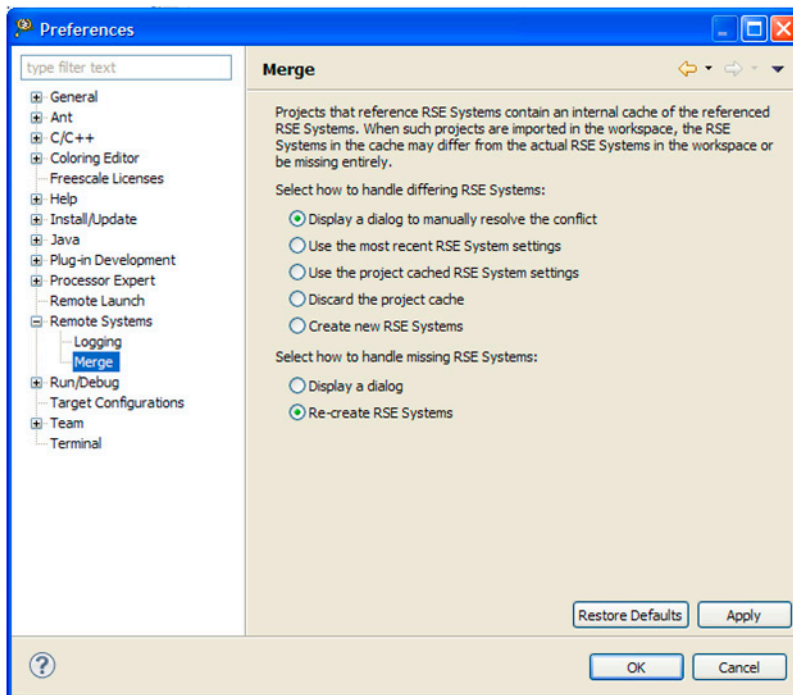 Preferences
type filter text
General
Ant
C/C++
Coloring Editor
Freescale Licenses
Help
Install/Update
Java
Plug-in Development
Processor Expert
Remote Launch
Remote Systems
Logging
Merge
Run/Debug
Target Configurations
Team
Terminal
Merge
Projects that reference RSE Systems contain an internal cache of the referenced
RSE Systems. When such projects are imported in the workspace, the RSE
Systems in the cache may differ from the actual RSE Systems in the workspace or
be missing entirely.
Select how to handle differing RSE Systems:
Display a dialog to manually resolve the conflict
Use the most recent RSE System settings
Use the project cached RSE System settings
Discard the project cache
Create new RSE Systems
Select how to handle missing RSE Systems:
Display a dialog
Re-create RSE Systems
Restore Defaults
Apply
OK
Cancel